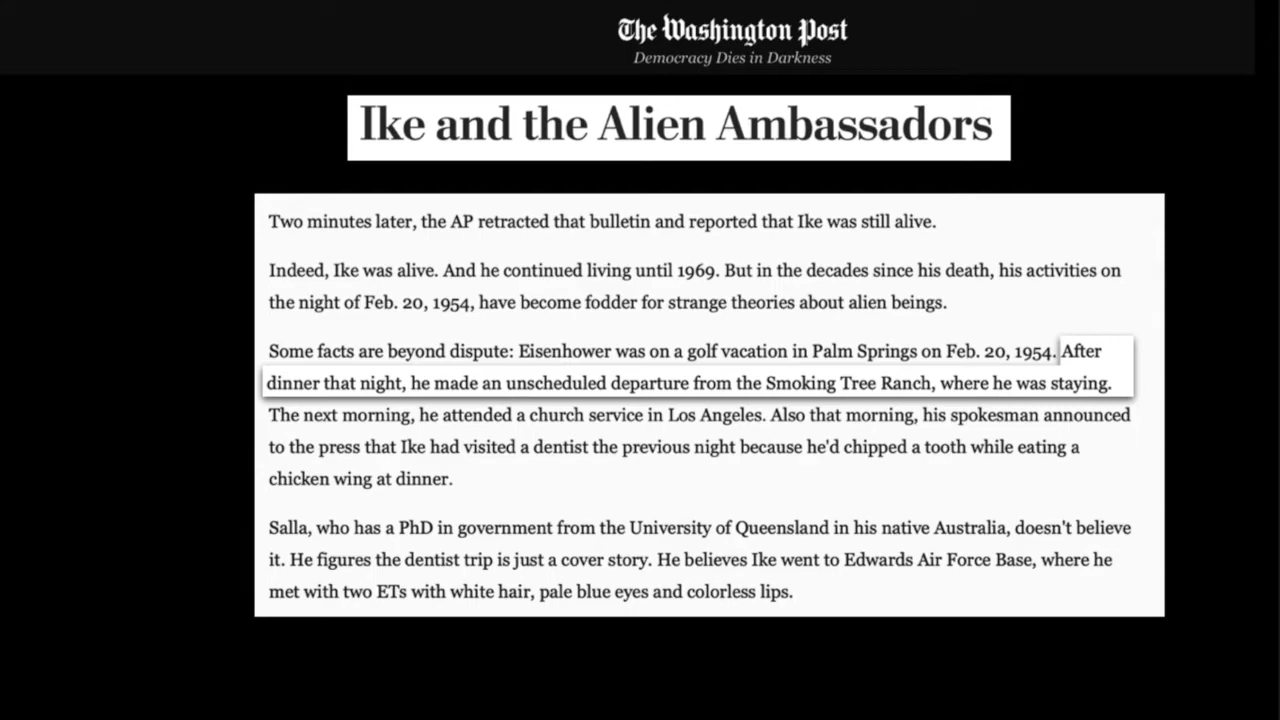 The Washington Post
Democracy Dies in Darkness
Ike and the Alien Ambassadors
Two minutes later, the AP retracted that bulletin and reported that Ike was still alive.
Indeed, Ike was alive. And he continued living until 1969. But in the decades since his death, his activities on
the night of Feb. 20, 1954, have become fodder for strange theories about alien beings.
Some facts are beyond dispute: Eisenhower was on a golf vacation in Palm Springs on Feb. 20, 1954. After
dinner that night, he made an unscheduled departure from the Smoking Tree Ranch, where he was staying.
The next morning, he attended a church service in Los Angeles. Also that morning, his spokesman announced
to the press that Ike had visited a dentist the previous night because he'd chipped a tooth while eating a
chicken wing at dinner.
Salla, who has a PhD in government from the University of Queensland in his native Australia, doesn't believe
it. He figures the dentist trip is just a cover story. He believes Ike went to Edwards Air Force Base, where he
met with two ETs with white hair, pale blue eyes and colorless lips.